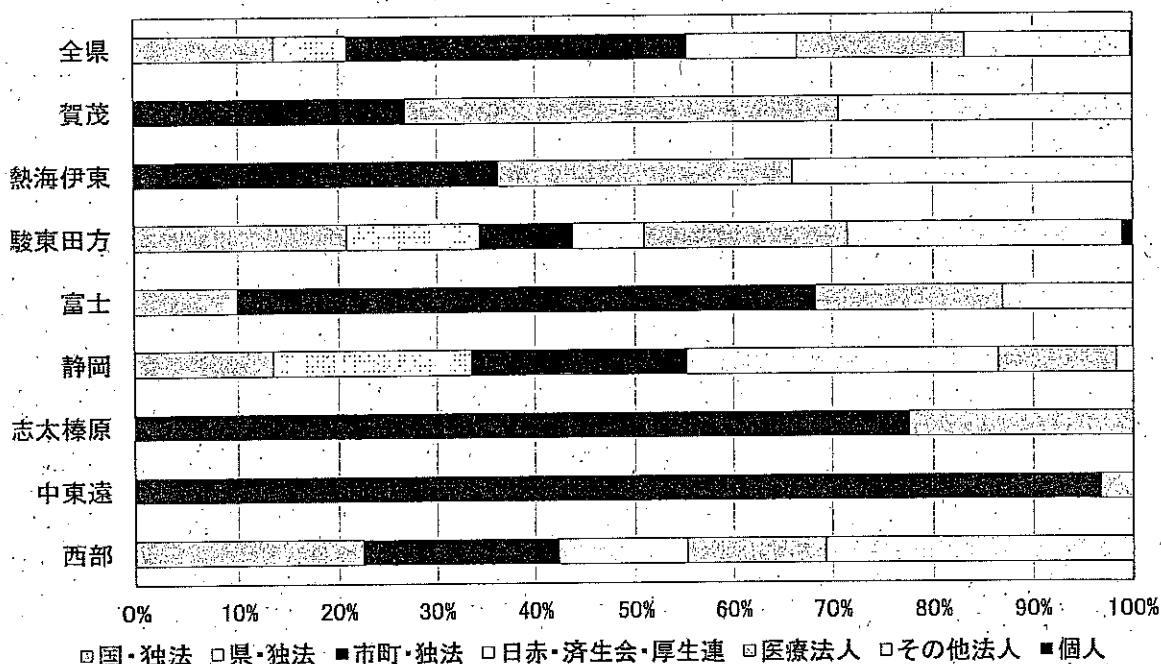 全県
賀茂
熱海伊東
駿東田方
富士
静岡
志太榛原
中東遠
西部
0% 10% 20% 30% 40% 50% 60% 70% 80% 90% 100%
国・独法 県・独法 市町・独法 日赤・済生会・厚生連 医療法人 その他法人 個人